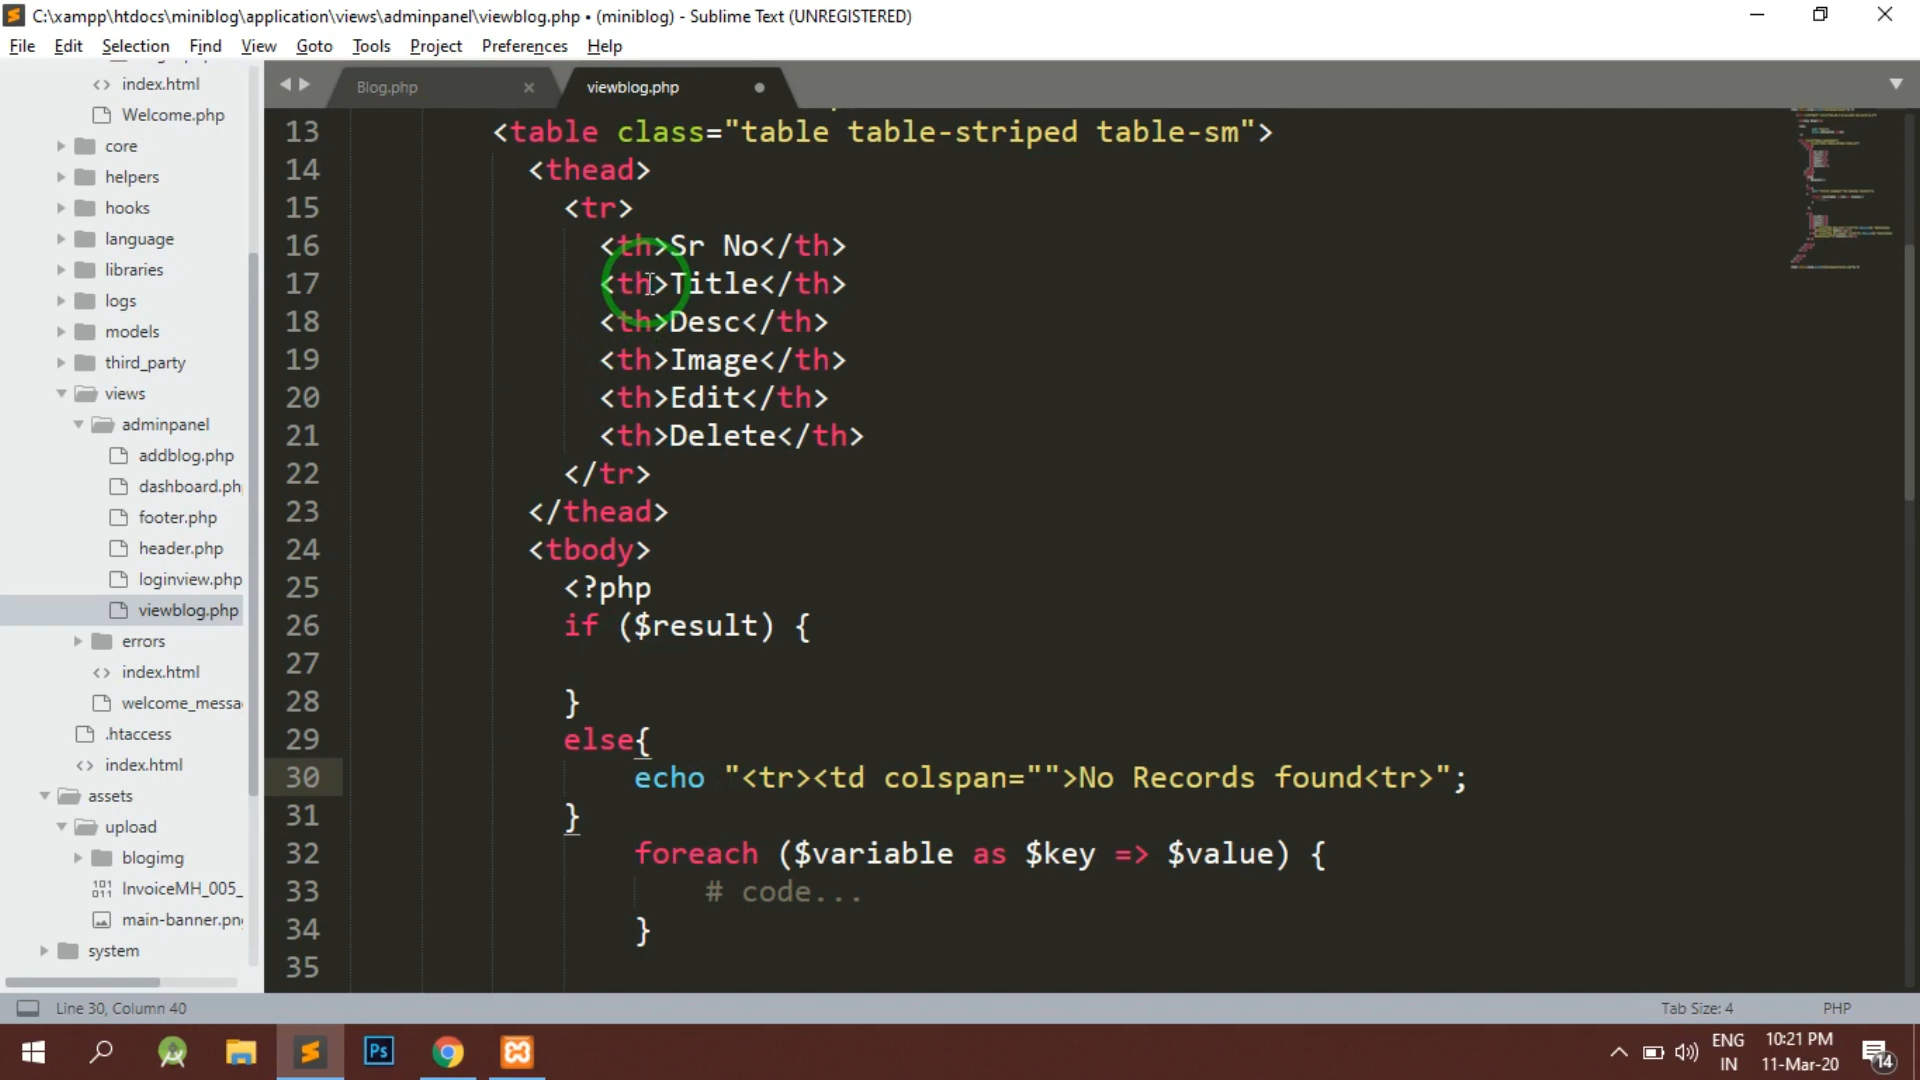 C:\xampp\htdocs\miniblog\application\views\adminpanel\viewblog.php • (miniblog) - Sublime Text (UNREGISTERED)
File Edit Selection Find View Goto Tools Project Preferences Help
index.html
Welcome.php
core
helpers
hooks
language
libraries
logs
models
third_party
views
adminpanel
addblog.php
dashboard.ph
footer.php
header.php
loginview.php
viewblog.php
errors
index.html
welcome_messa
.htaccess
index.html
assets
upload
blogimg
InvoiceMH_005_
main-banner.pn
system
Blog.php
viewblog.php
13 <table class="table table-striped table-sm">
14 <thead>
15 <tr>
16 <th>Sr No</th>
17 <th>Title</th>
18 <th>Desc</th>
19 <th>Image</th>
20 <th>Edit</th>
21 <th>Delete</th>
22 </tr>
23 </thead>
24 <tbody>
25 <?php
26 if ($result) {
27
28 }
29 else{
30 echo "<tr><td colspan="">No Records found<tr>";
31 }
32 foreach ($variable as $key => $value) {
33 # code...
34 }
35
Line 30, Column 40
Tab Size: 4
PHP
Ps
ENG
IN
10:21 PM
11-Mar-20
14